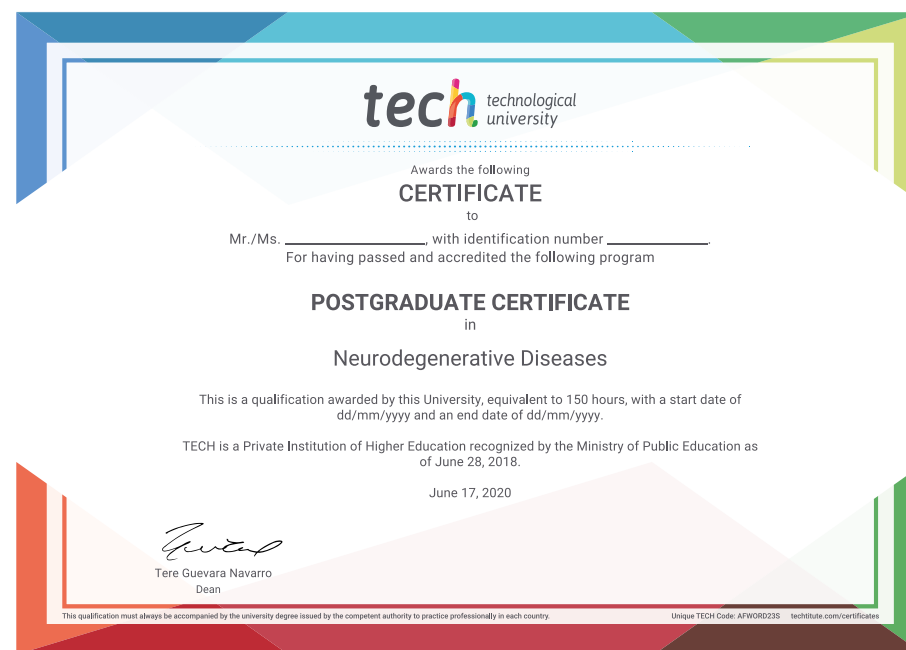 tech technological
university
Awards the following
CERTIFICATE
to
Mr./Ms. ____________________, with identification number ______________.
For having passed and accredited the following program
POSTGRADUATE CERTIFICATE
in
Neurodegenerative Diseases
This is a qualification awarded by this University, equivalent to 150 hours, with a start date of
dd/mm/yyyy and an end date of dd/mm/yyyy.
TECH is a Private Institution of Higher Education recognized by the Ministry of Public Education as
of June 28, 2018.
June 17, 2020
Tere Guevara Navarro
Dean
This qualification must always be accompanied by the university degree issued by the competent authority to practice professionally in each country. Unique TECH Code: AFWORD23S techtitute.com/certificates